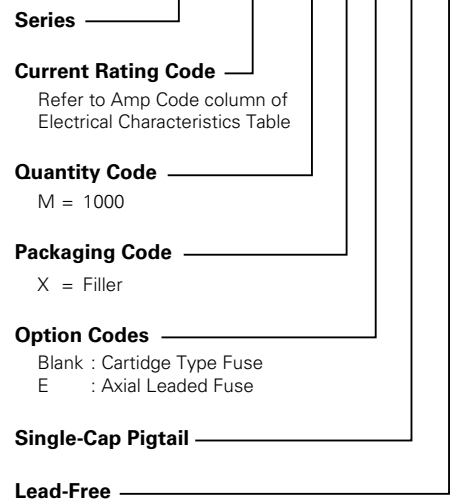 Series
Current Rating Code
Refer to Amp Code column of
Electrical Characteristics Table
Quantity Code
M = 1000
Packaging Code
X = Filler
Option Codes
Blank : Cartidge Type Fuse
E : Axial Leaded Fuse
Single-Cap Pigtail
Lead-Free